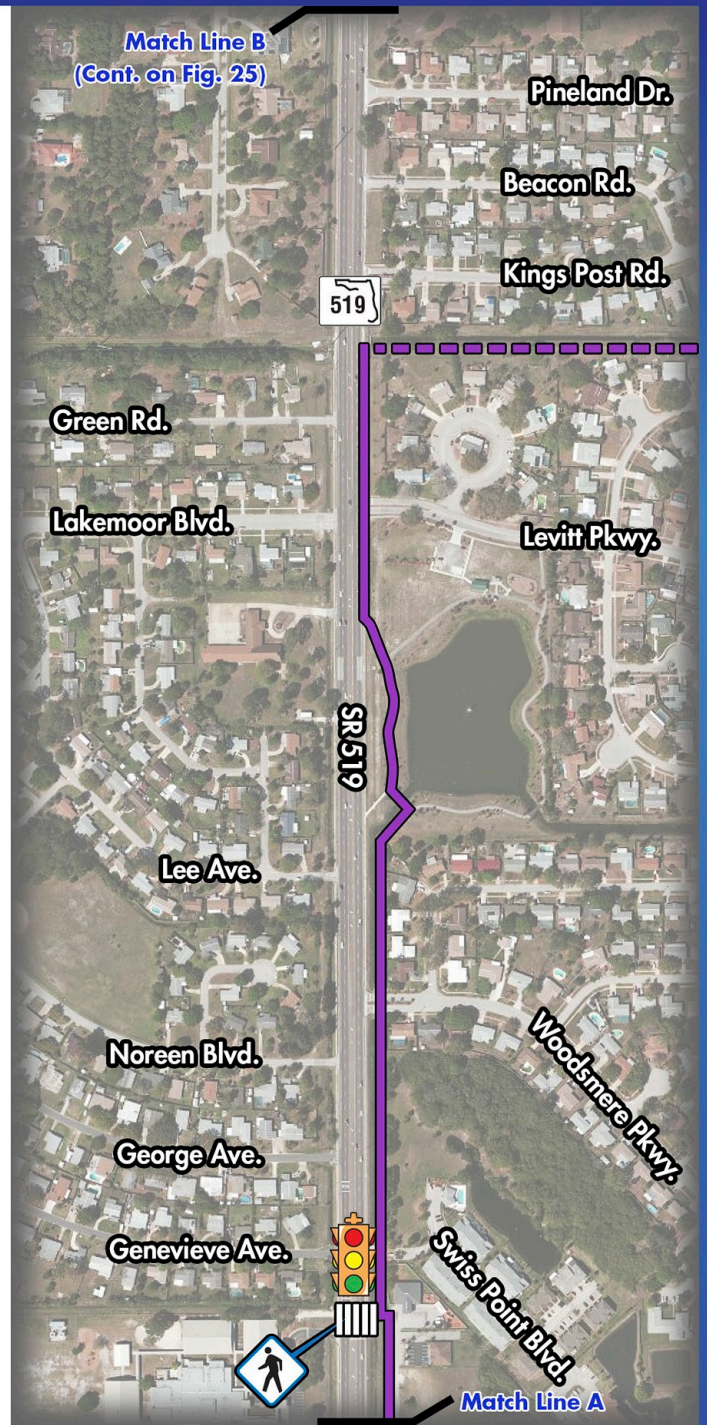 Match Line B
(Cont. on Fig. 25)
Pineland Dr.
Beacon Rd.
Kings Post Rd.
519
Green Rd.
Lakemoor Blvd.
Levitt Pkwy.
SR 519
Lee Ave.
Noreen Blvd.
Woodsmere Pkwy.
George Ave.
Genevieve Ave.
Swiss Point Blvd.
Match Line A